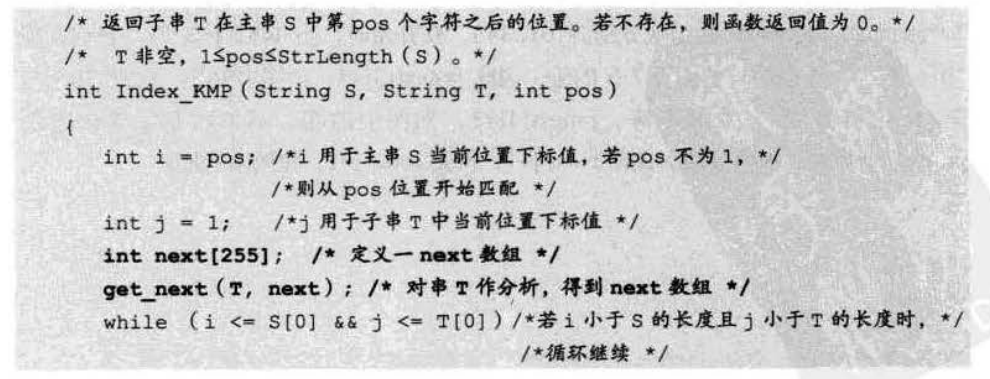 /* 返回子串 T 在主串 S 中第 pos 个字符之后的位置。若不存在，则函数返回值为 0。*/
/* T 非空，1≤pos≤StrLength（S）。*/
int Index_KMP(String S, String T, int pos)
{
int i = pos; /*i 用于主串 S 当前位置下标值，若 pos 不为 1，*/
/*则从 pos 位置开始匹配 */
int j = 1; /*j 用于子串 T 中当前位置下标值 */
int next[255]; /* 定义一 next 数组 */
get_next(T, next); /* 对串 T 作分析，得到 next 数组 */
while (i <= S[0] && j <= T[0])/*若 i 小于 S 的长度且 j 小于 T 的长度时，*/
/*循环继续 */